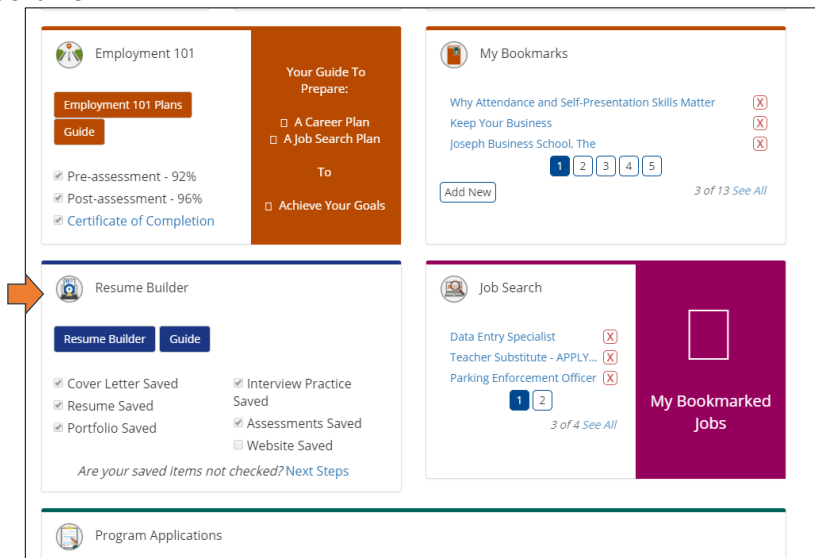 Employment 101
Employment 101 Plans
Guide
Pre-assessment - 92%
Post-assessment - 96%
Certificate of Completion
Your Guide To
Prepare:
A Career Plan
A Job Search Plan
To
Achieve Your Goals
My Bookmarks
Why Attendance and Self-Presentation Skills Matter X
Keep Your Business X
Joseph Business School, The X
1 2 3 4 5
Add New
3 of 13 See All
Resume Builder
Resume Builder Guide
Cover Letter Saved
Resume Saved
Portfolio Saved
Interview Practice
Saved
Assessments Saved
Website Saved
Are your saved items not checked? Next Steps
Job Search
Data Entry Specialist X
Teacher Substitute - APPLY... X
Parking Enforcement Officer X
1 2
3 of 4 See All
My Bookmarked
Jobs
Program Applications